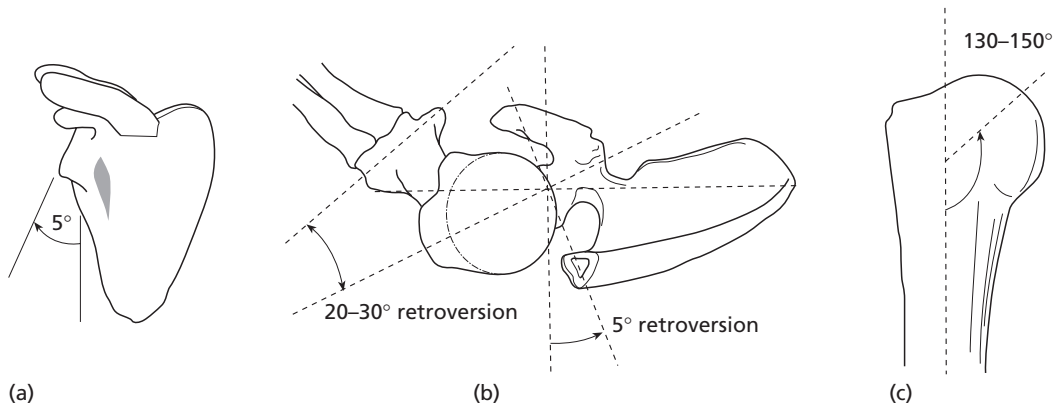 130–150°
5°
20–30° retroversion
5° retroversion
(a)
(b)
(c)